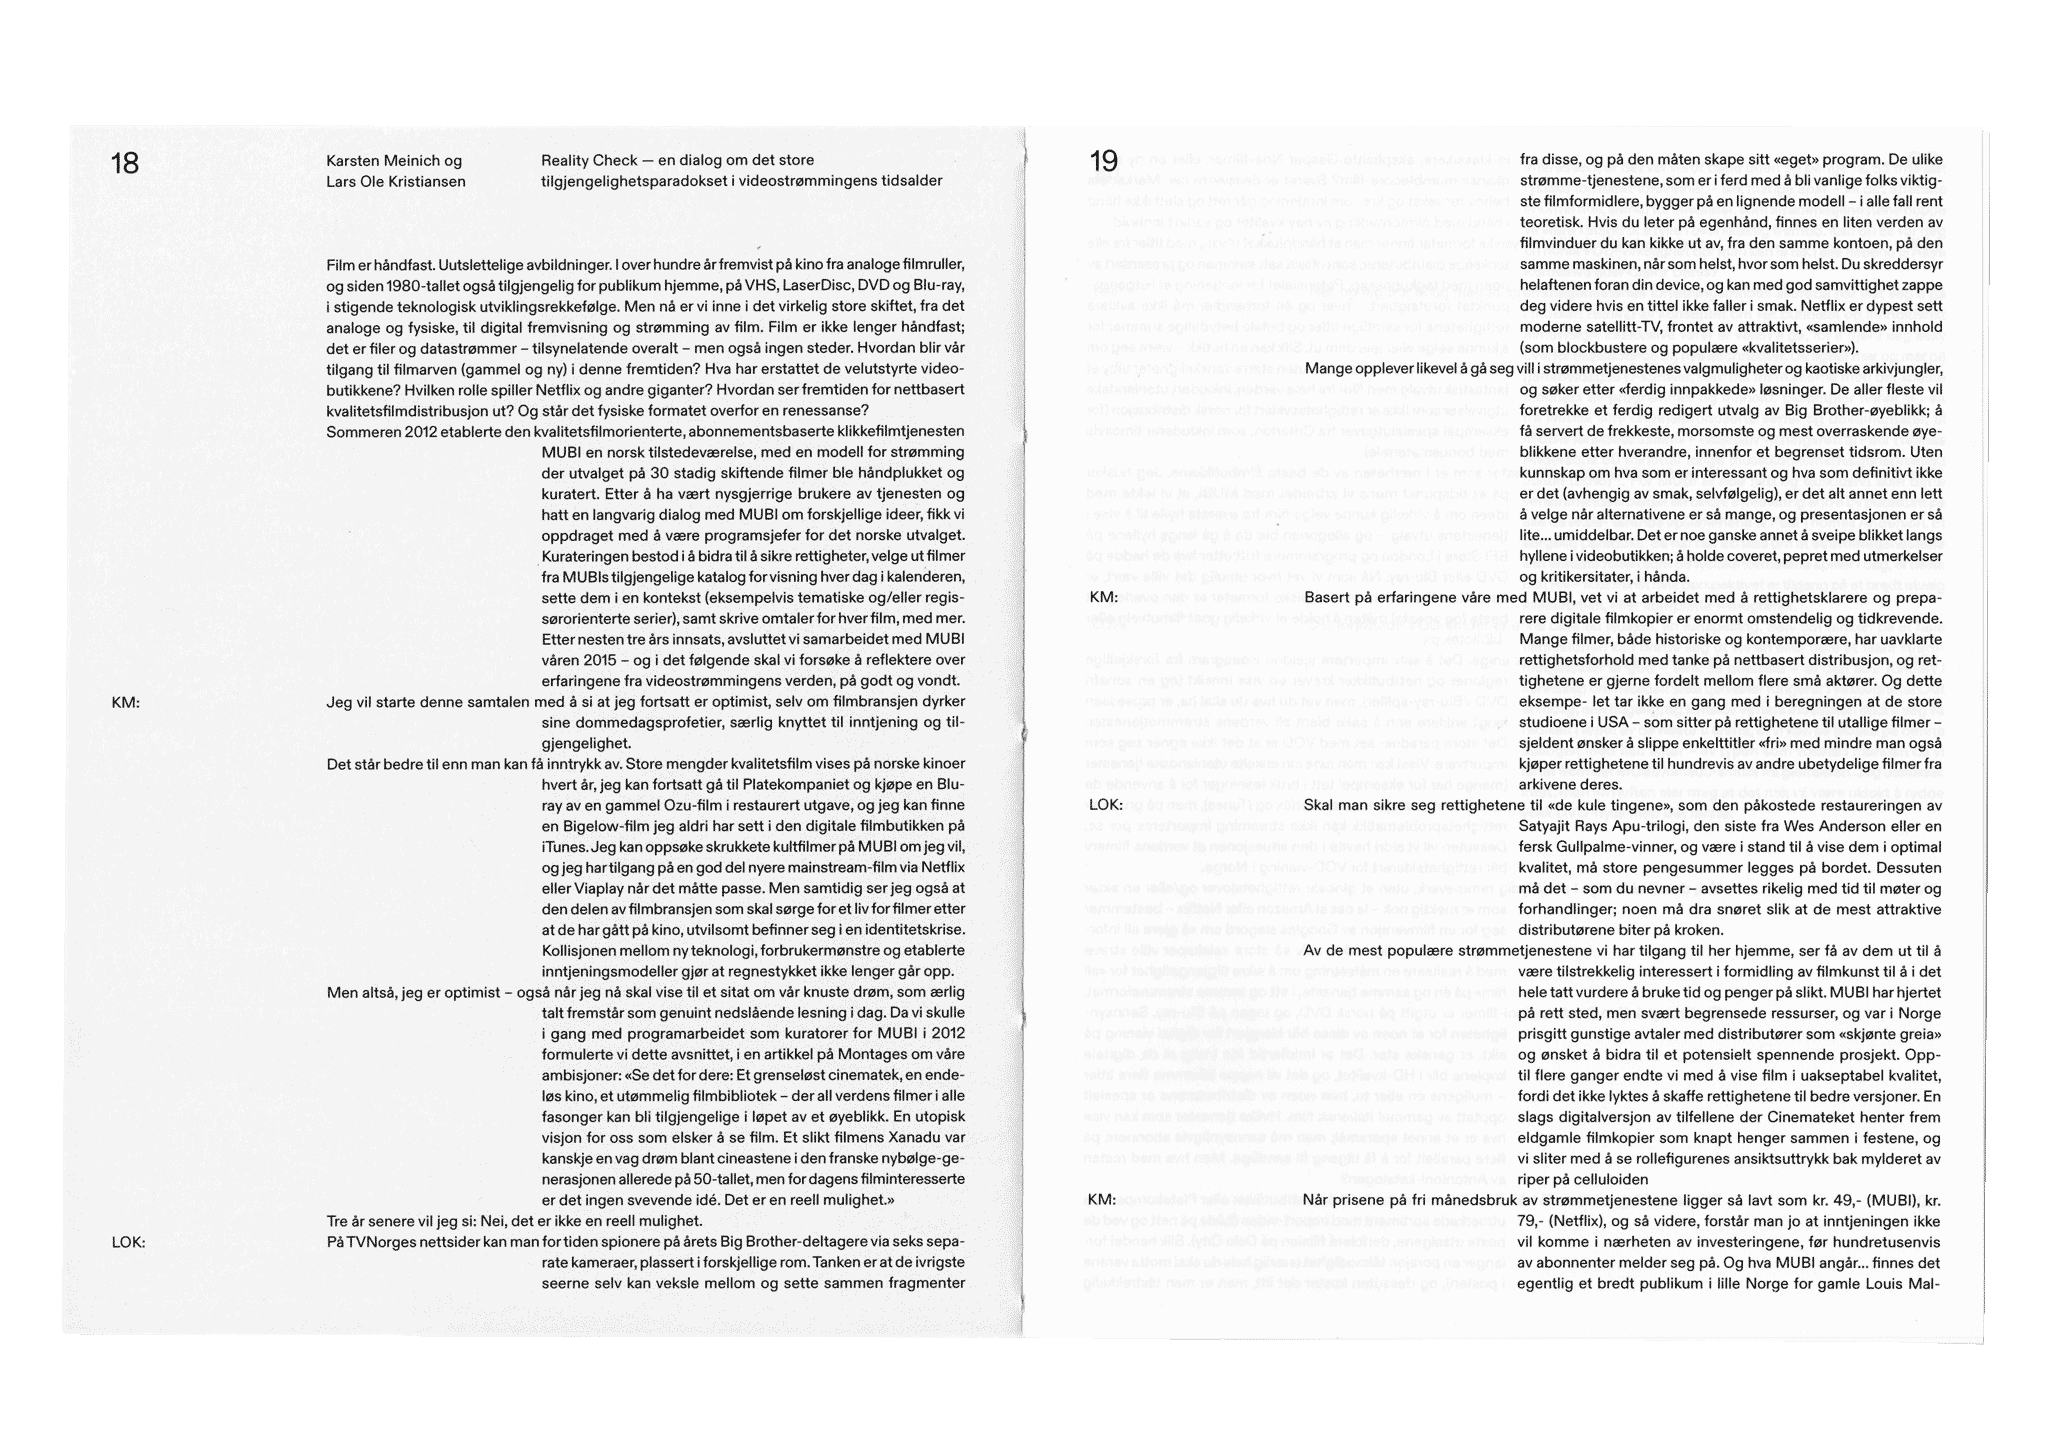 18
Karsten Meinich og
Lars Ole Kristiansen
Reality Check — en dialog om det store
tilgjengelighetsparadokset i videostrømmingens tidsalder
Film er håndfast. Uutslettelige avbildninger. I over hundre år fremvist på kino fra analoge filmruller,
og siden 1980-tallet også tilgjengelig for publikum hjemme, på VHS, LaserDisc, DVD og Blu-ray,
i stigende teknologisk utviklingsrekkefølge. Men nå er vi inne i det virkelig store skiftet, fra det
analoge og fysiske, til digital fremvisning og strømming av film. Film er ikke lenger håndfast;
det er filer og datastrømmer – tilsynelatende overalt – men også ingen steder. Hvordan blir vår
tilgang til filmarven (gammel og ny) i denne fremtiden? Hva har erstattet de velutstyrte video-
butikkene? Hvilken rolle spiller Netflix og andre giganter? Hvordan ser fremtiden for nettbasert
kvalitetsfilmdistribusjon ut? Og står det fysiske formatet overfor en renessanse?
Sommeren 2012 etablerte den kvalitetsfilmorienterte, abonnementsbaserte klikkefilmtjenesten
MUBI en norsk tilstedeværelse, med en modell for strømming
der utvalget på 30 stadig skiftende filmer ble håndplukket og
kuratert. Etter å ha vært nysgjerrige brukere av tjenesten og
hatt en langvarig dialog med MUBI om forskjellige ideer, fikk vi
oppdraget med å være programsjefer for det norske utvalget.
Kurateringen bestod i å bidra til å sikre rettigheter, velge ut filmer
fra MUBIs tilgjengelige katalog for visning hver dag i kalenderen,
sette dem i en kontekst (eksempelvis tematiske og/eller regis-
sørorienterte serier), samt skrive omtaler for hver film, med mer.
Etter nesten tre års innsats, avsluttet vi samarbeidet med MUBI
våren 2015 – og i det følgende skal vi forsøke å reflektere over
erfaringene fra videostrømmingens verden, på godt og vondt.
KM: Jeg vil starte denne samtalen med å si at jeg fortsatt er optimist, selv om filmbransjen dyrker
sine dommedagsprofetier, særlig knyttet til inntjening og til-
gjengelighet.
Det står bedre til enn man kan få inntrykk av. Store mengder kvalitetsfilm vises på norske kinoer
hvert år, jeg kan fortsatt gå til Platekompaniet og kjøpe en Blu-
ray av en gammel Ozu-film i restaurert utgave, og jeg kan finne
en Bigelow-film jeg aldri har sett i den digitale filmbutikken på
iTunes. Jeg kan oppsøke skrukkete kultfilmer på MUBI om jeg vil,
og jeg har tilgang på en god del nyere mainstream-film via Netflix
eller Viaplay når det måtte passe. Men samtidig ser jeg også at
den delen av filmbransjen som skal sørge for et liv for filmer etter
at de har gått på kino, utvilsomt befinner seg i en identitetskrise.
Kollisjonen mellom ny teknologi, forbrukermønstre og etablerte
inntjeningsmodeller gjør at regnestykket ikke lenger går opp.
Men altså, jeg er optimist – også når jeg nå skal vise til et sitat om vår knuste drøm, som ærlig
talt fremstår som genuint nedslående lesning i dag. Da vi skulle
i gang med programarbeidet som kuratorer for MUBI i 2012
formulerte vi dette avsnittet, i en artikkel på Montages om våre
ambisjoner: «Se det for dere: Et grenseløst cinematek, en ende-
løs kino, et utømmelig filmbibliotek – der all verdens filmer i alle
fasonger kan bli tilgjengelige i løpet av et øyeblikk. En utopisk
visjon for oss som elsker å se film. Et slikt filmens Xanadu var
kanskje en vag drøm blant cineastene i den franske nybølge-ge-
nerasjonen allerede på 50-tallet, men for dagens filminteresserte
er det ingen svevende idé. Det er en reell mulighet.»
Tre år senere vil jeg si: Nei, det er ikke en reell mulighet.
LOK: På TVNorges nettsider kan man for tiden spionere på årets Big Brother-deltagere via seks sepa-
rate kameraer, plassert i forskjellige rom. Tanken er at de ivrigste
seerne selv kan veksle mellom og sette sammen fragmenter
19
fra disse, og på den måten skape sitt «eget» program. De ulike
strømme-tjenestene, som er i ferd med å bli vanlige folks viktig-
ste filmformidlere, bygger på en lignende modell – i alle fall rent
teoretisk. Hvis du leter på egenhånd, finnes en liten verden av
filmvinduer du kan kikke ut av, fra den samme kontoen, på den
samme maskinen, når som helst, hvor som helst. Du skreddersyr
helaftenen foran din device, og kan med god samvittighet zappe
deg videre hvis en tittel ikke faller i smak. Netflix er dypest sett
moderne satellitt-TV, frontet av attraktivt, «samlende» innhold
(som blockbustere og populære «kvalitetsserier»).
Mange opplever likevel å gå seg vill i strømmetjenestenes valgmuligheter og kaotiske arkivjungler,
og søker etter «ferdig innpakkede» løsninger. De aller fleste vil
foretrekke et ferdig redigert utvalg av Big Brother-øyeblikk; å
få servert de frekkeste, morsomste og mest overraskende øye-
blikkene etter hverandre, innenfor et begrenset tidsrom. Uten
kunnskap om hva som er interessant og hva som definitivt ikke
er det (avhengig av smak, selvfølgelig), er det alt annet enn lett
å velge når alternativene er så mange, og presentasjonen er så
lite... umiddelbar. Det er noe ganske annet å sveipe blikket langs
hyllene i videobutikken; å holde coveret, pepret med utmerkelser
og kritikersitater, i hånda.
KM: Basert på erfaringene våre med MUBI, vet vi at arbeidet med å rettighetsklarere og prepa-
rere digitale filmkopier er enormt omstendelig og tidkrevende.
Mange filmer, både historiske og kontemporære, har uavklarte
rettighetsforhold med tanke på nettbasert distribusjon, og ret-
tighetene er gjerne fordelt mellom flere små aktører. Og dette
eksempe- let tar ikke en gang med i beregningen at de store
studioene i USA – som sitter på rettighetene til utallige filmer –
sjeldent ønsker å slippe enkelttitler «fri» med mindre man også
kjøper rettighetene til hundrevis av andre ubetydelige filmer fra
arkivene deres.
LOK: Skal man sikre seg rettighetene til «de kule tingene», som den påkostede restaureringen av
Satyajit Rays Apu-trilogi, den siste fra Wes Anderson eller en
fersk Gullpalme-vinner, og være i stand til å vise dem i optimal
kvalitet, må store pengesummer legges på bordet. Dessuten
må det – som du nevner – avsettes rikelig med tid til møter og
forhandlinger; noen må dra snøret slik at de mest attraktive
distributørene biter på kroken.
Av de mest populære strømmetjenestene vi har tilgang til her hjemme, ser få av dem ut til å
være tilstrekkelig interessert i formidling av filmkunst til å i det
hele tatt vurdere å bruke tid og penger på slikt. MUBI har hjertet
på rett sted, men svært begrensede ressurser, og var i Norge
prisgitt gunstige avtaler med distributører som «skjønte greia»
og ønsket å bidra til et potensielt spennende prosjekt. Opp-
til flere ganger endte vi med å vise film i uakseptabel kvalitet,
fordi det ikke lyktes å skaffe rettighetene til bedre versjoner. En
slags digitalversjon av tilfellene der Cinemateket henter frem
eldgamle filmkopier som knapt henger sammen i festene, og
vi sliter med å se rollefigurenes ansiktsuttrykk bak mylderet av
riper på celluloiden
KM: Når prisene på fri månedsbruk av strømmetjenestene ligger så lavt som kr. 49,- (MUBI), kr.
79,- (Netflix), og så videre, forstår man jo at inntjeningen ikke
vil komme i nærheten av investeringene, før hundretusenvis
av abonnenter melder seg på. Og hva MUBI angår... finnes det
egentlig et bredt publikum i lille Norge for gamle Louis Mal-